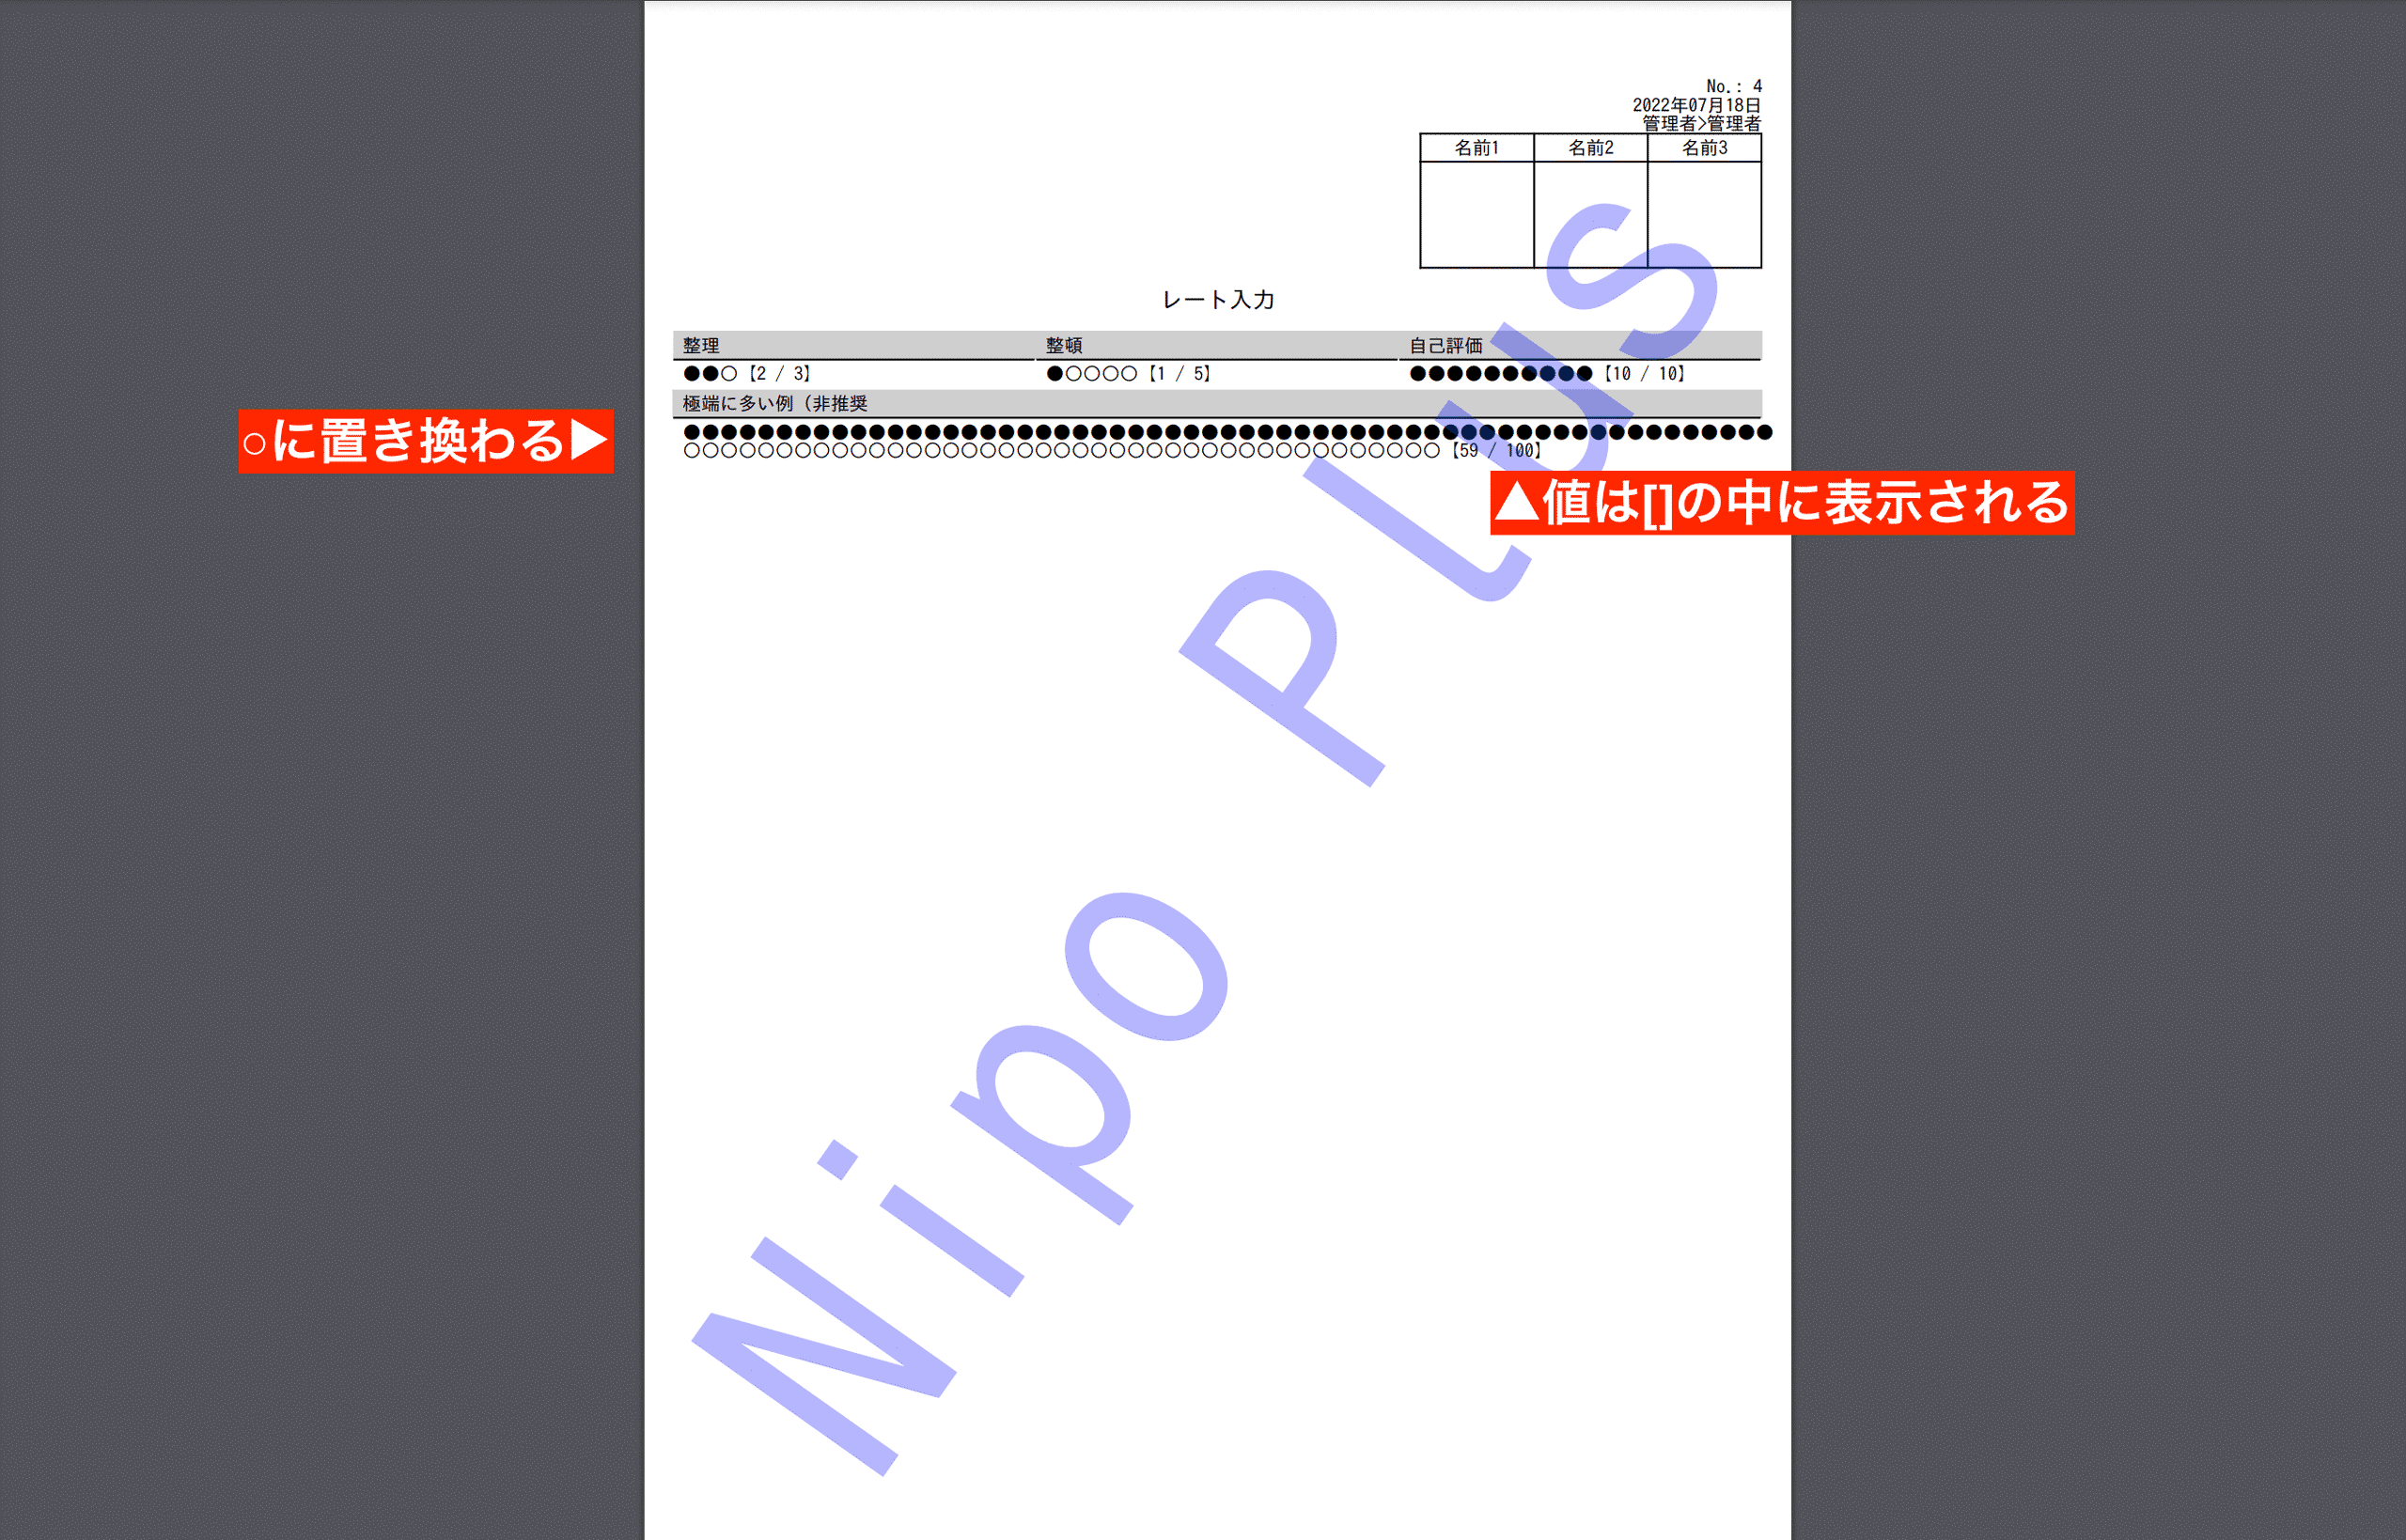 No.: 4
2022年07月18日
管理者>管理者
名前1 名前2 名前3
レート入力
整理 整頓 自己評価
●●○【2 / 3】 ●○○○○【1 / 5】 ●●●●●●●●●●【10 / 10】
極端に多い例（非推奨
●●●●●●●●●●●●●●●●●●●●●●●●●●●●●●●●●●●●●●●●●●●●●●●●●●●●●●●●●●●
○○○○○○○○○○○○○○○○○○○○○○○○○○○○○○○○○○○○○○○○○【59 / 100】
○に置き換わる▶
▲値は[]の中に表示される
Nipo Plus